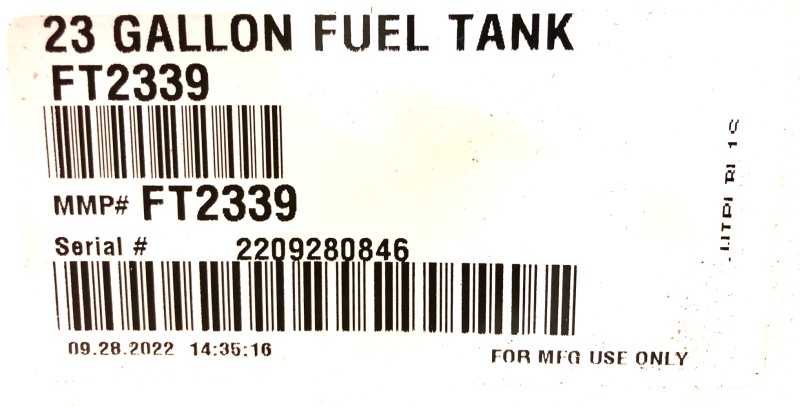 23 GALLON FUEL TANK
FT2339
MMP# FT2339
Serial # 2209280846
09.28.2022 14:35:16
FOR MFG USE ONLY